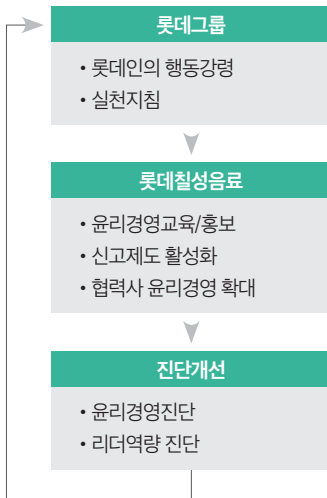 롯데그룹
• 롯데인의 행동강령
• 실천지침
롯데칠성음료
• 윤리경영교육/홍보
• 신고제도 활성화
• 협력사 윤리경영 확대
진단개선
• 윤리경영진단
• 리더역량 진단